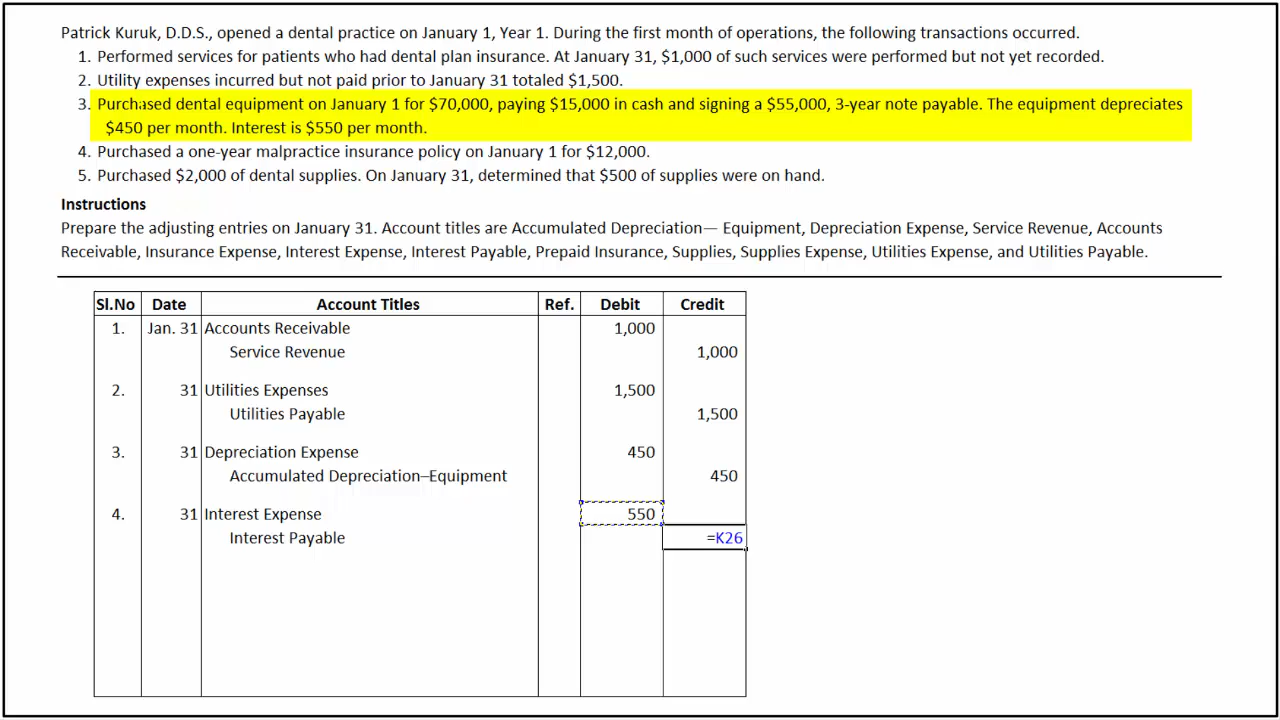 Patrick Kuruk, D.D.S., opened a dental practice on January 1, Year 1. During the first month of operations, the following transactions occurred.
1. Performed services for patients who had dental plan insurance. At January 31, $1,000 of such services were performed but not yet recorded.
2. Utility expenses incurred but not paid prior to January 31 totaled $1,500.
3. Purchased dental equipment on January 1 for $70,000, paying $15,000 in cash and signing a $55,000, 3-year note payable. The equipment depreciates
$450 per month. Interest is $550 per month.
4. Purchased a one-year malpractice insurance policy on January 1 for $12,000.
5. Purchased $2,000 of dental supplies. On January 31, determined that $500 of supplies were on hand.
Instructions
Prepare the adjusting entries on January 31. Account titles are Accumulated Depreciation— Equipment, Depreciation Expense, Service Revenue, Accounts
Receivable, Insurance Expense, Interest Expense, Interest Payable, Prepaid Insurance, Supplies, Supplies Expense, Utilities Expense, and Utilities Payable.
Sl.No Date Account Titles Ref. Debit Credit
1. Jan. 31 Accounts Receivable 1,000
Service Revenue 1,000
2. 31 Utilities Expenses 1,500
Utilities Payable 1,500
3. 31 Depreciation Expense 450
Accumulated Depreciation–Equipment 450
4. 31 Interest Expense 550
Interest Payable =K26